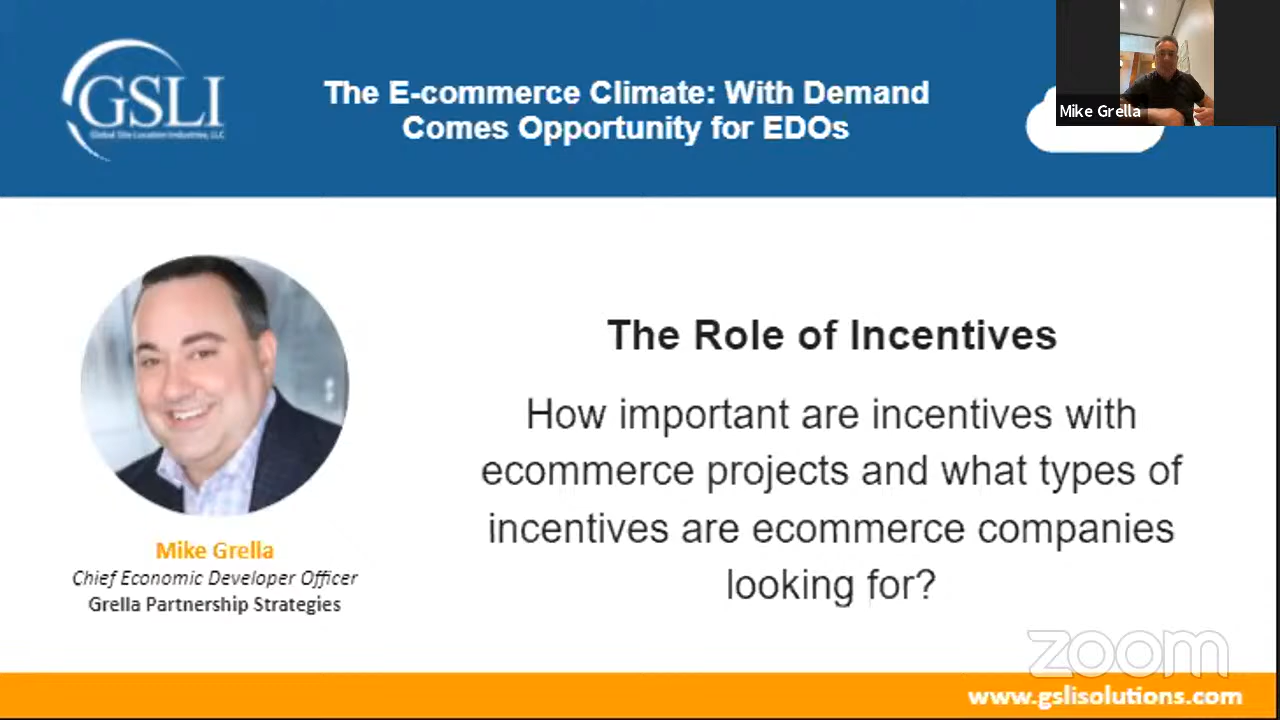 GSLI
Global Site Location Industries, LLC
The E-commerce Climate: With Demand
Comes Opportunity for EDOs
Mike Grella
The Role of Incentives
How important are incentives with
ecommerce projects and what types of
incentives are ecommerce companies
looking for?
Mike Grella
Chief Economic Developer Officer
Grella Partnership Strategies
zoom
www.gslisolutions.com